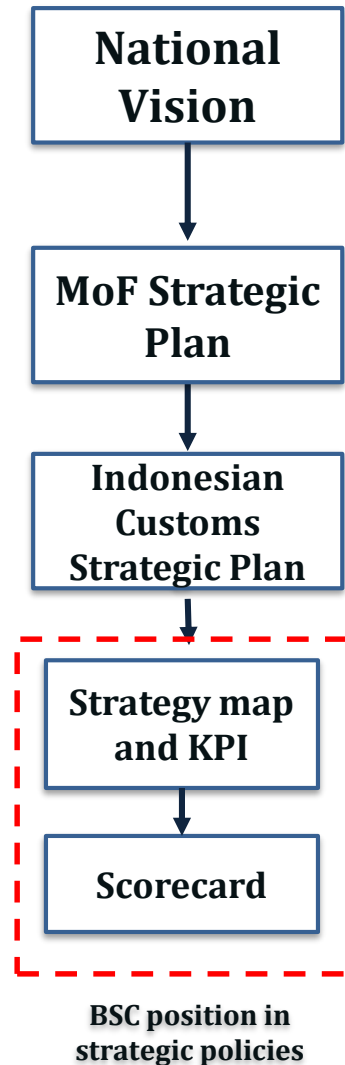 National
Vision
MoF Strategic
Plan
Indonesian
Customs
Strategic Plan
Strategy map
and KPI
Scorecard
BSC position in
strategic policies